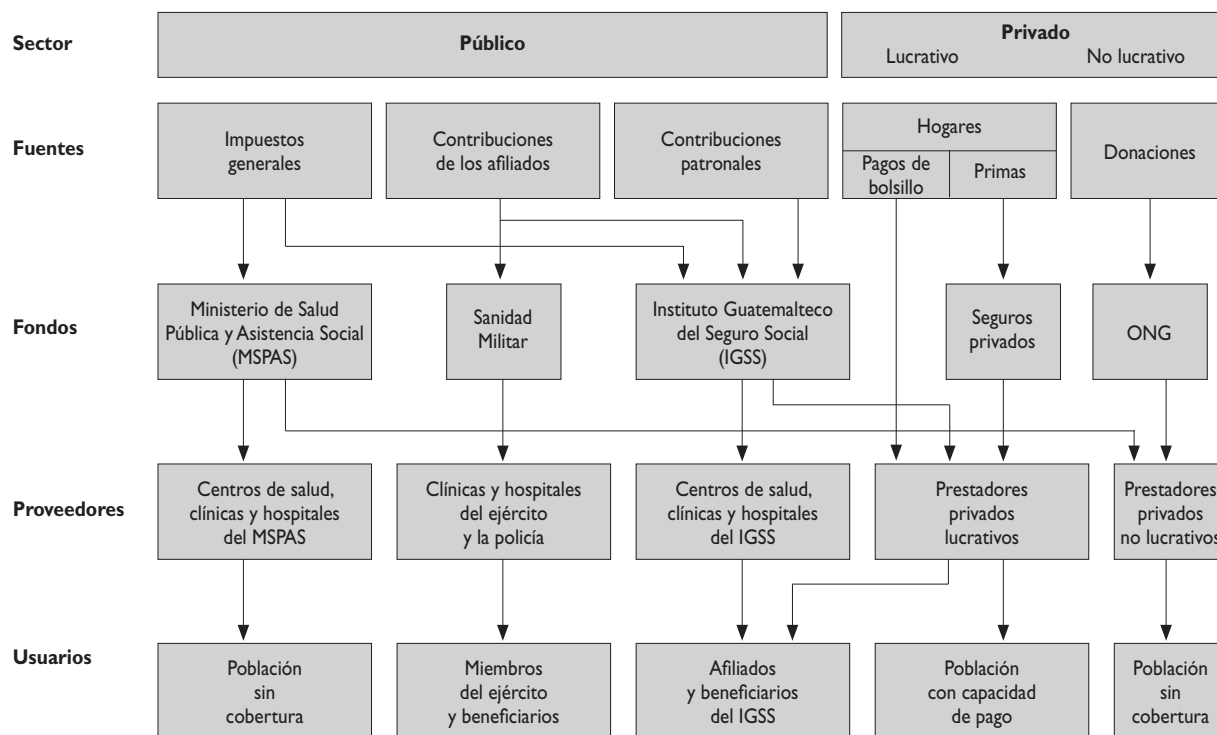 Sector
Público
Privado
Lucrativo
No lucrativo
Fuentes
Impuestos
generales
Contribuciones
de los afiliados
Contribuciones
patronales
Hogares
Pagos de
bolsillo
Primas
Donaciones
Fondos
Ministerio de Salud
Pública y Asistencia Social
(MSPAS)
Sanidad
Militar
Instituto Guatemalteco
del Seguro Social
(IGSS)
Seguros
privados
ONG
Proveedores
Centros de salud,
clínicas y hospitales
del MSPAS
Clínicas y hospitales
del ejército
y la policía
Centros de salud,
clínicas y hospitales
del IGSS
Prestadores
privados
lucrativos
Prestadores
privados
no lucrativos
Usuarios
Población
sin
cobertura
Miembros
del ejército
y beneficiarios
Afiliados
y beneficiarios
del IGSS
Población
con capacidad
de pago
Población
sin
cobertura